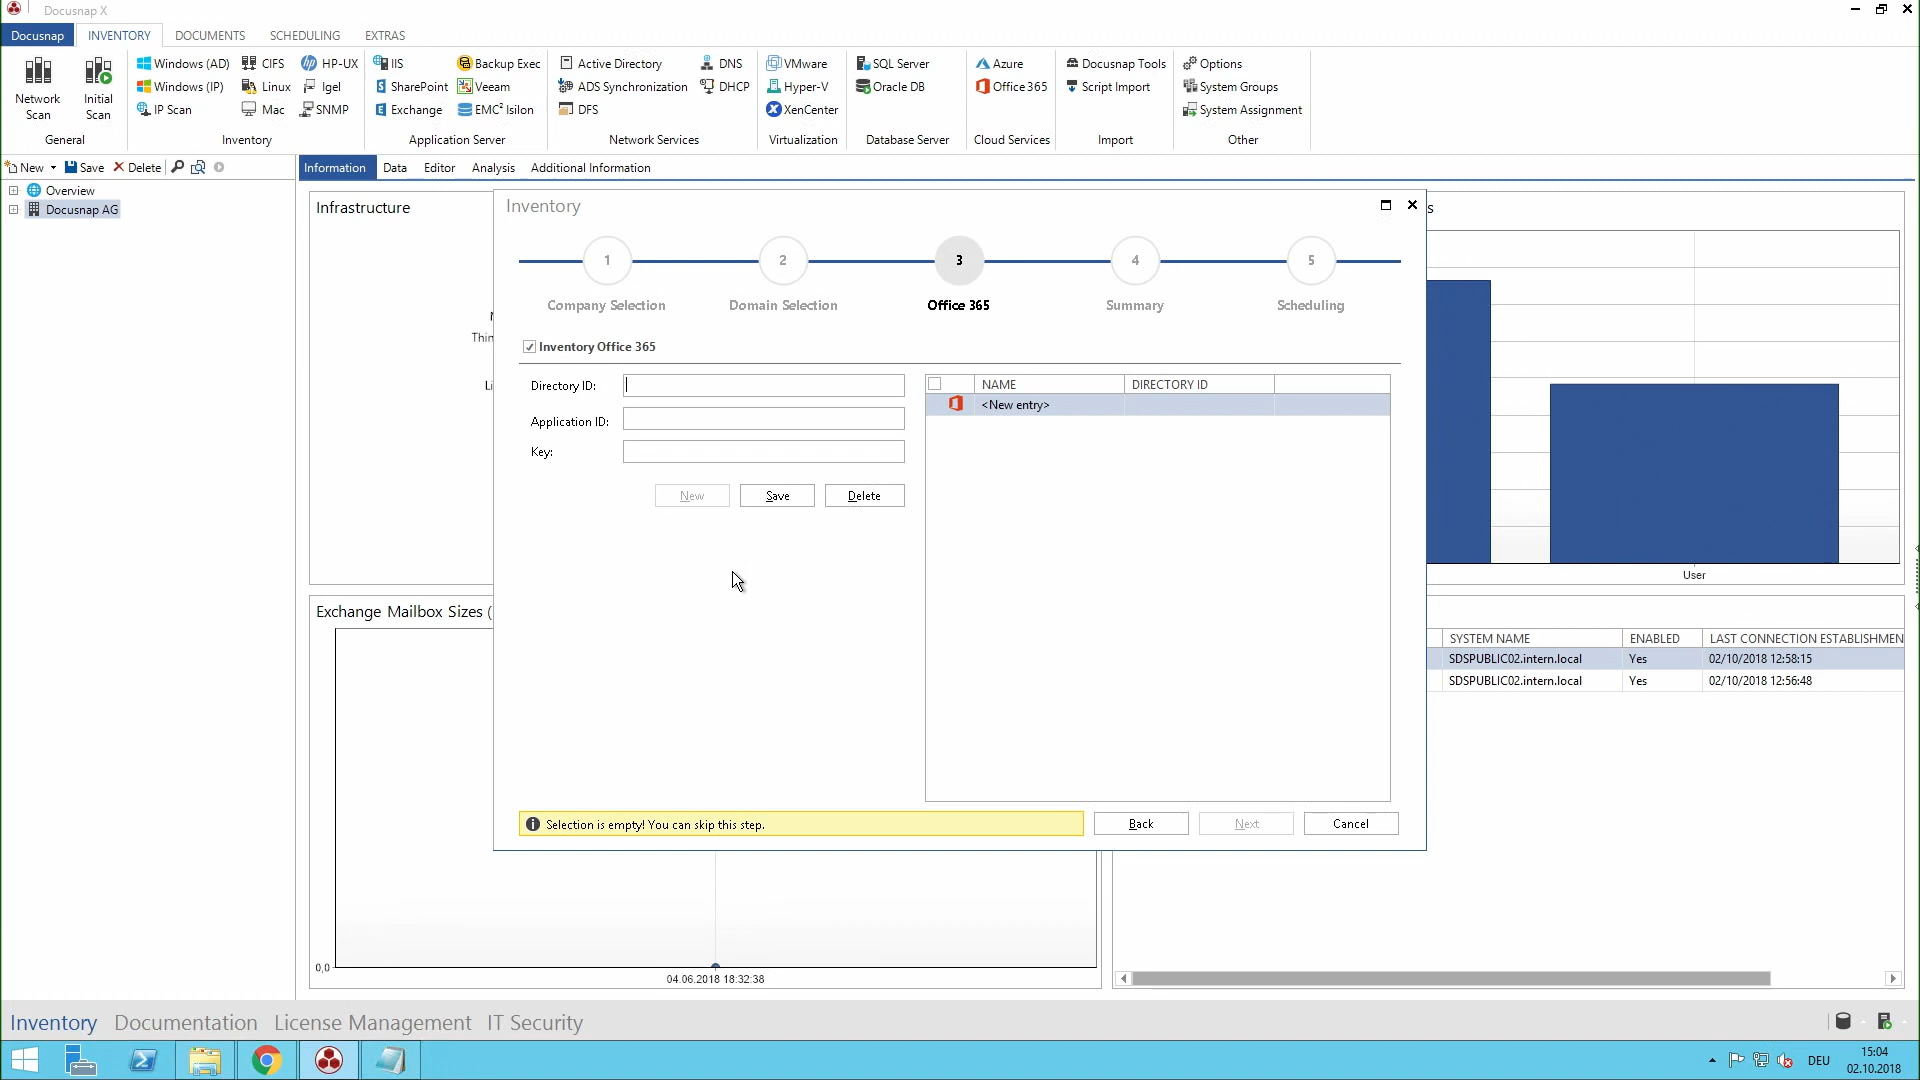 Docusnap X
Docusnap INVENTORY DOCUMENTS SCHEDULING EXTRAS
Network Scan
Initial Scan
General
Windows (AD) CIFS HP-UX
Windows (IP) Linux Igel
IP Scan Mac SNMP
Inventory
IIS Backup Exec
SharePoint Veeam
Exchange EMC² Isilon
Application Server
Active Directory DNS
ADS Synchronization DHCP
DFS
Network Services
VMware
Hyper-V
XenCenter
Virtualization
SQL Server
Oracle DB
Database Server
Azure
Office 365
Cloud Services
Docusnap Tools
Script Import
Import
Options
System Groups
System Assignment
Other
New Save Delete
Information Data Editor Analysis Additional Information
Overview
Docusnap AG
Infrastructure
Thin
Li
Inventory
s
1 2 3 4 5
Company Selection Domain Selection Office 365 Summary Scheduling
Inventory Office 365
Directory ID:
Application ID:
Key:
New Save Delete
NAME DIRECTORY ID
<New entry>
Selection is empty! You can skip this step.
Back Next Cancel
User
Exchange Mailbox Sizes (
0,0
04.06.2018 18:32:38
SYSTEM NAME ENABLED LAST CONNECTION ESTABLISHMEN
SDSPUBLIC02.intern.local Yes 02/10/2018 12:58:15
SDSPUBLIC02.intern.local Yes 02/10/2018 12:56:48
Inventory Documentation License Management IT Security
DEU
15:04
02.10.2018